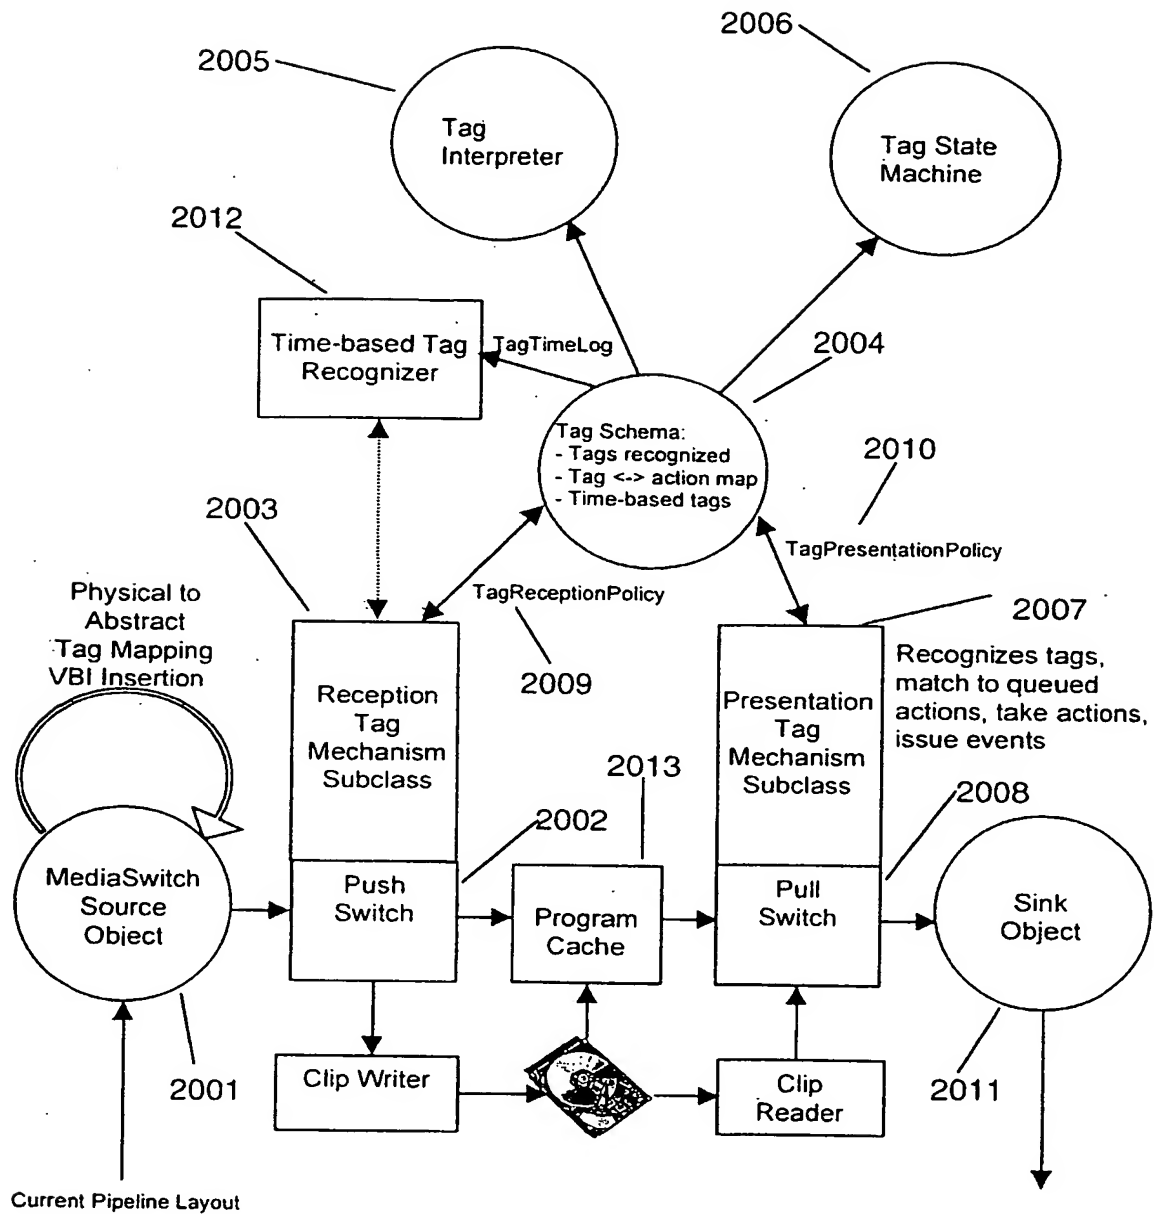 2006
2005
Tag
Interpreter
Tag State
Machine
2012
Time-based Tag
Recognizer
TagTimeLog
2004
Tag Schema:
- Tags recognized
- Tag <-> action map
- Time-based tags
2010
2003
TagPresentationPolicy
TagReceptionPolicy
Physical to
Abstract
Tag Mapping
VBI Insertion
2009
2007
Recognizes tags,
match to queued
actions, take actions,
issue events
Reception
Tag
Mechanism
Subclass
Presentation
Tag
Mechanism
Subclass
2013
2002
2008
MediaSwitch
Source
Object
Push
Switch
Program
Cache
Pull
Switch
Sink
Object
2001
Clip Writer
Clip
Reader
2011
Current Pipeline Layout